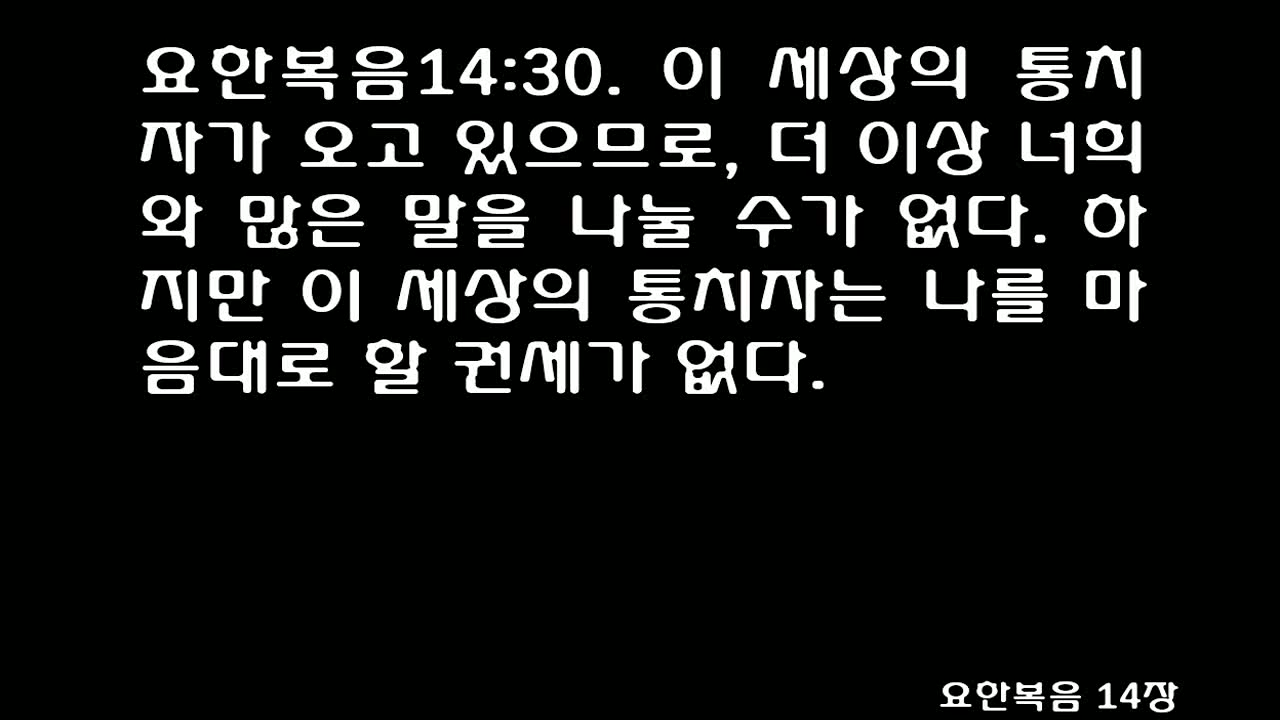 요한복음14:30. 이 세상의 통치
자가 오고 있으므로, 더 이상 너희
와 많은 말을 나눌 수가 없다. 하
지만 이 세상의 통치자는 나를 마
음대로 할 권세가 없다.
요한복음 14장